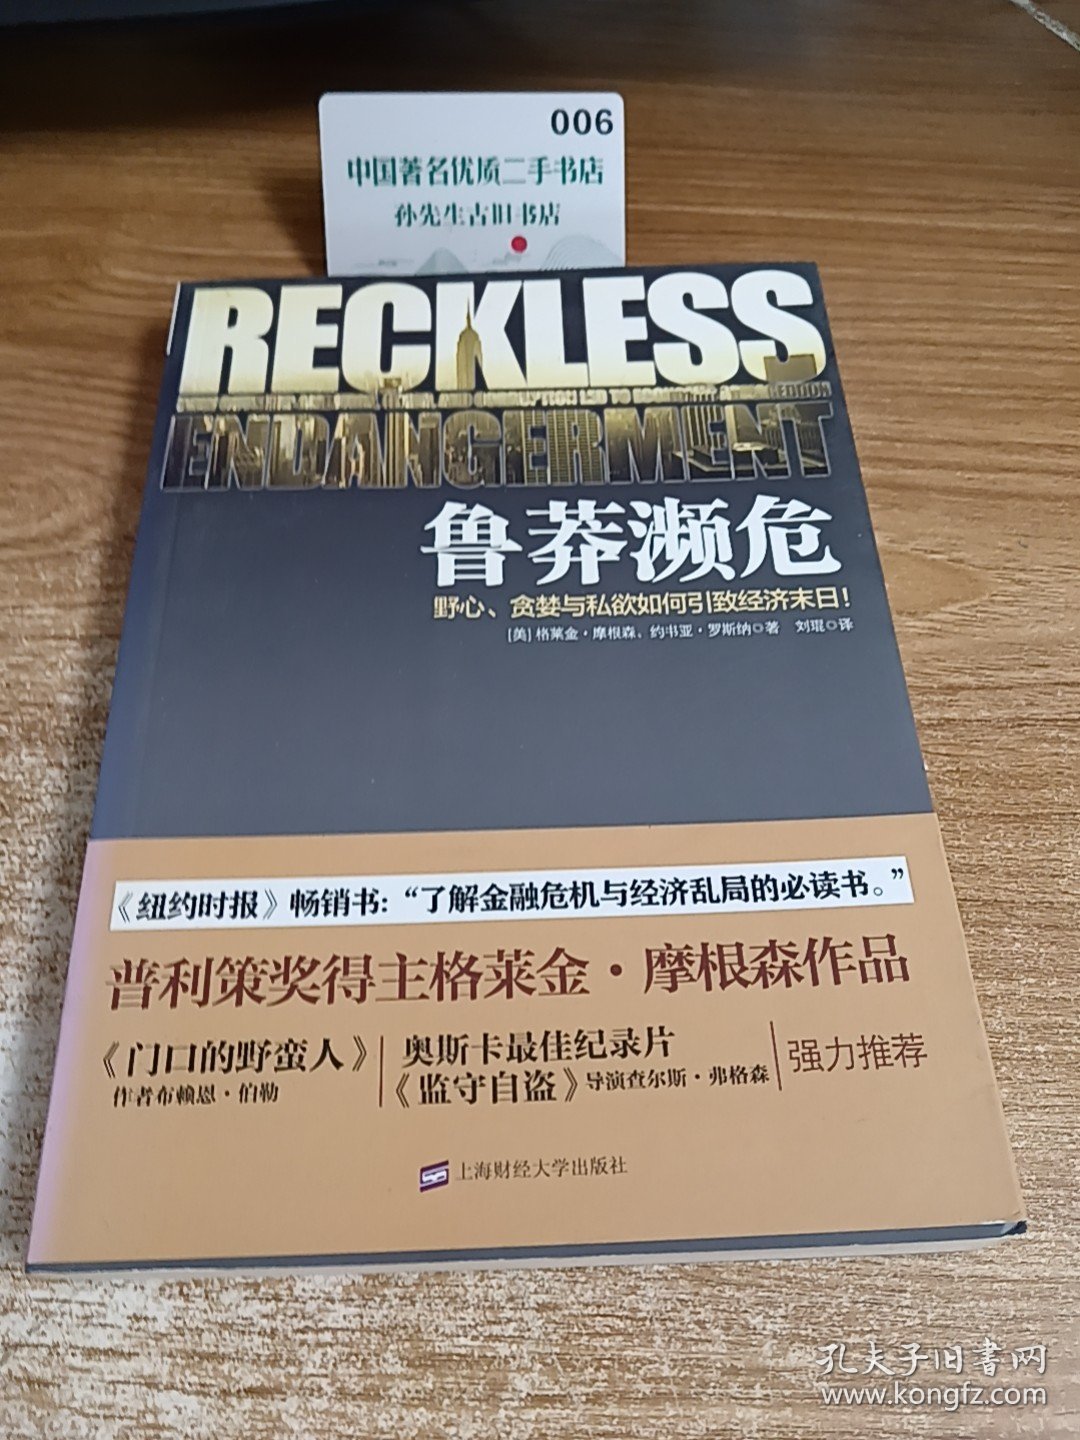 006
中国著名优质二手书店
孙先生古旧书店
RECKLESS
ENDANGERMENT
鲁莽濒危
野心、贪婪与私欲如何引致经济末日！
[美] 格莱金·摩根森、约书亚·罗斯纳◎著 刘琨◎译
《纽约时报》畅销书：“了解金融危机与经济乱局的必读书。”
普利策奖得主格莱金·摩根森作品
《门口的野蛮人》
作者布赖恩·伯勒
奥斯卡最佳纪录片
《监守自盗》导演查尔斯·弗格森
强力推荐
上海财经大学出版社
孔夫子旧书网
www.kongfz.com